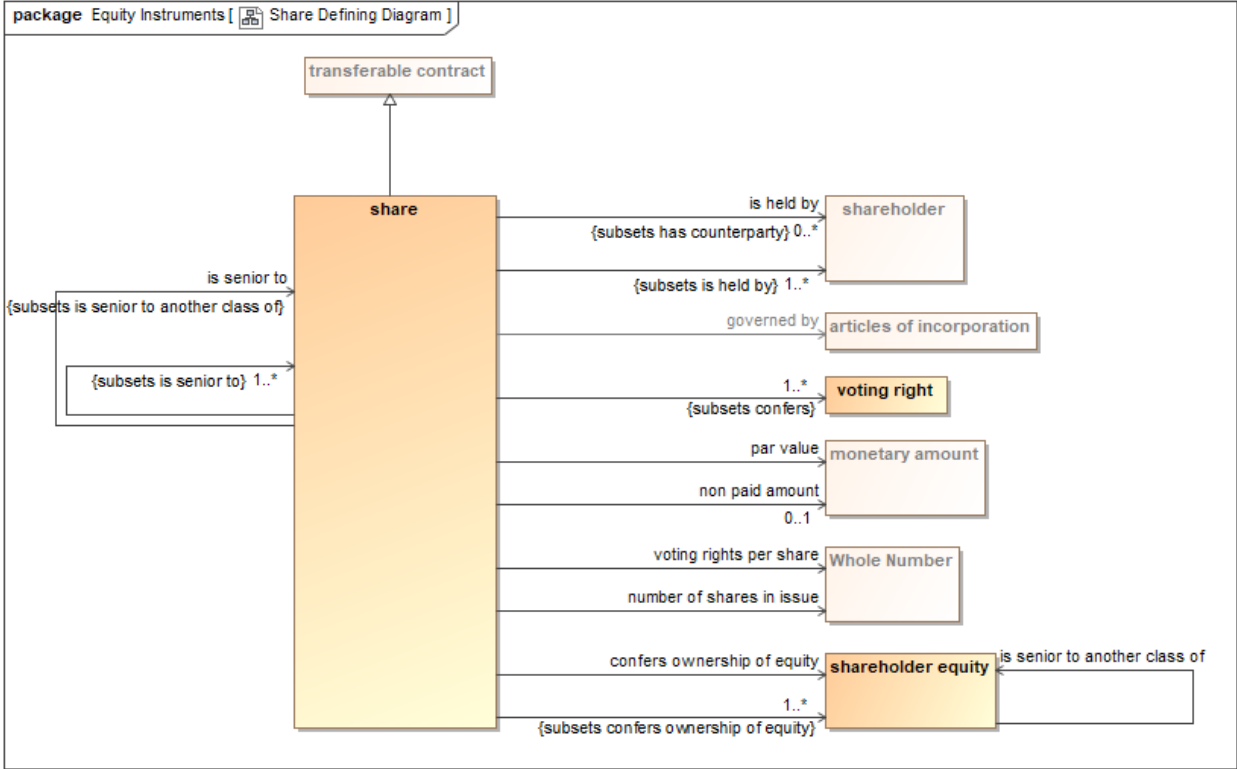 package Equity Instruments [ Share Defining Diagram ]
transferable contract
share
is held by
{subsets has counterparty} 0..*
shareholder
{subsets is held by} 1..*
is senior to
{subsets is senior to another class of}
{subsets is senior to} 1..*
governed by
articles of incorporation
1..*
{subsets confers}
voting right
par value
monetary amount
non paid amount
0..1
voting rights per share
Whole Number
number of shares in issue
confers ownership of equity
shareholder equity
is senior to another class of
1..*
{subsets confers ownership of equity}